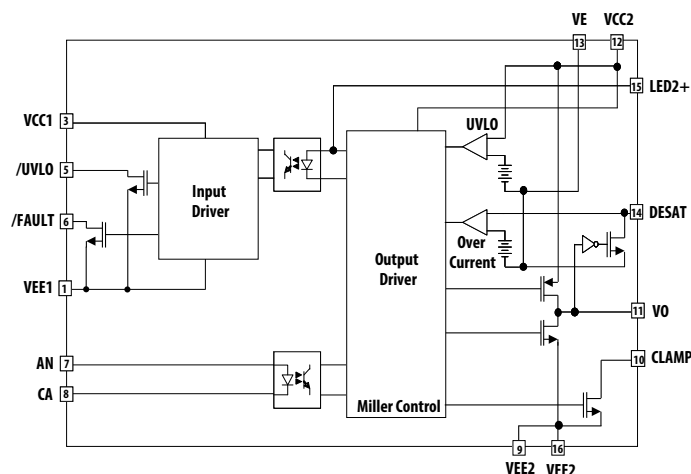 VE
VCC2
13
12
15
LED2+
VCC1
3
UVLO
/UVLO
5
Input
Driver
/FAULT
6
14
DESAT
Over
Current
Output
Driver
VEE1
1
11
VO
AN
7
10
CLAMP
CA
8
Miller Control
9
16
VEE2
VEE2